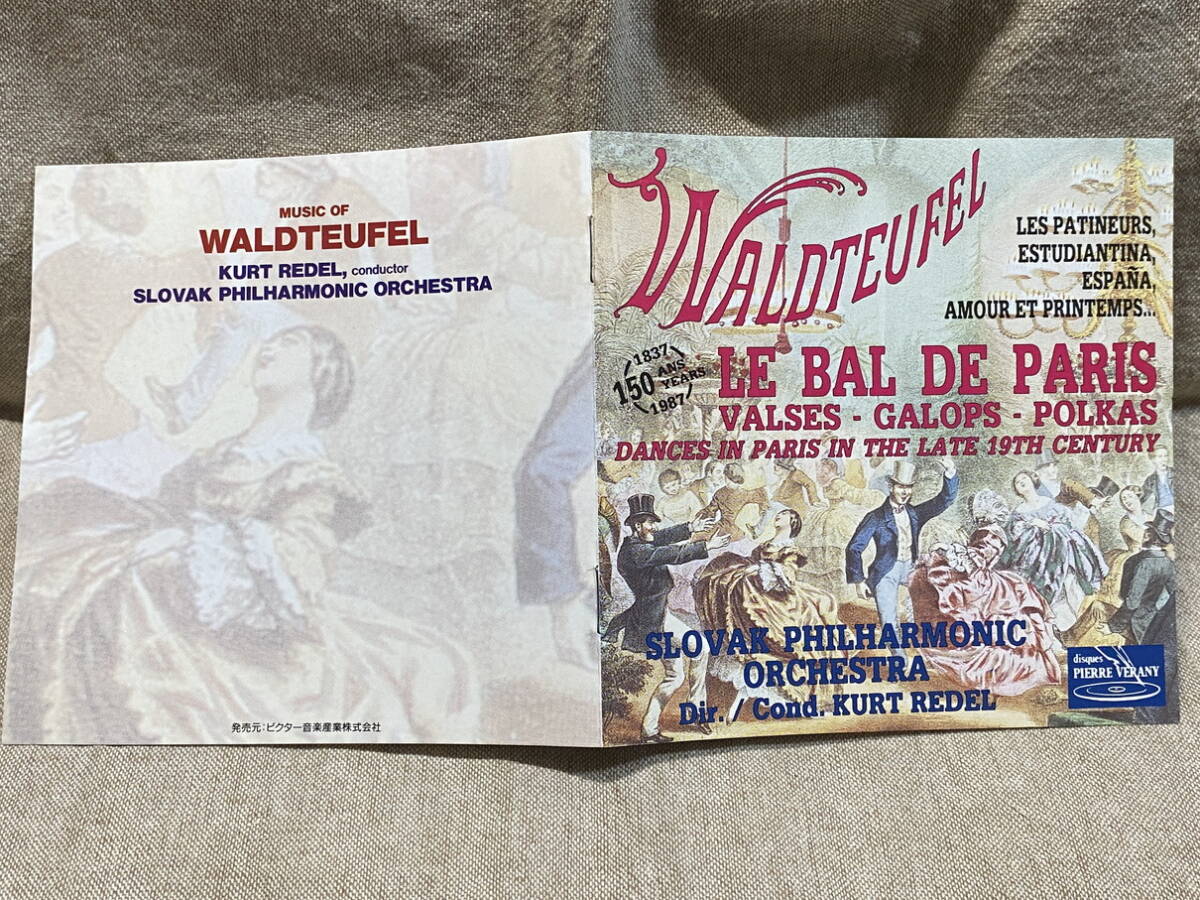 MUSIC OF
WALDTEUFEL
KURT REDEL, conductor
SLOVAK PHILHARMONIC ORCHESTRA
発売元:ビクター音楽産業株式会社
WALDTEUFEL
LES PATINEURS,
ESTUDIANTINA,
ESPAÑA,
AMOUR ET PRINTEMPS...
1837
150 ANS
YEARS
1987
LE BAL DE PARIS
VALSES - GALOPS - POLKAS
DANCES IN PARIS IN THE LATE 19TH CENTURY
SLOVAK PHILHARMONIC
ORCHESTRA
Dir. / Cond. KURT REDEL
disques
PIERRE VERANY